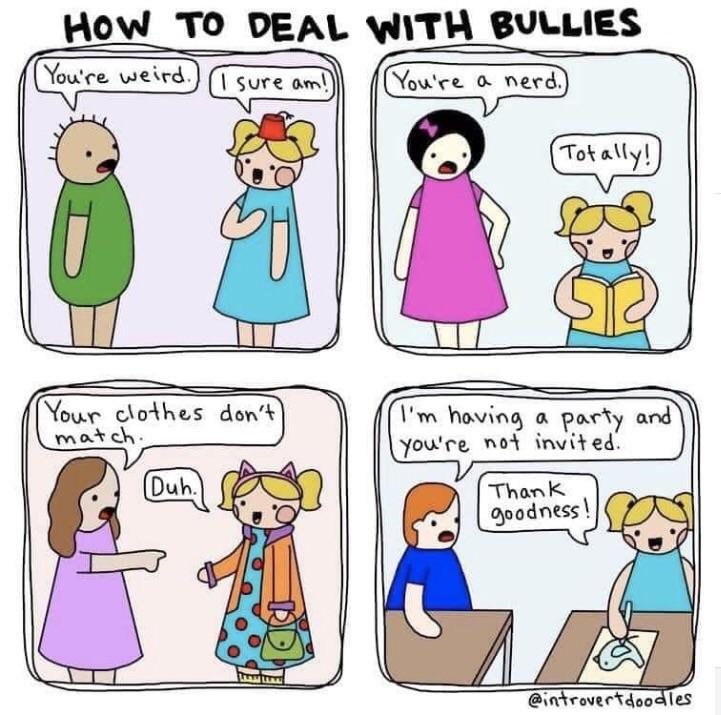 HOW TO DEAL WITH BULLIES
You're weird.
I sure am!
You're a nerd.
Totally!
Your clothes don't
match.
Duh.
I'm having a party and
you're not invited.
Thank
goodness!
@introvertdoodles